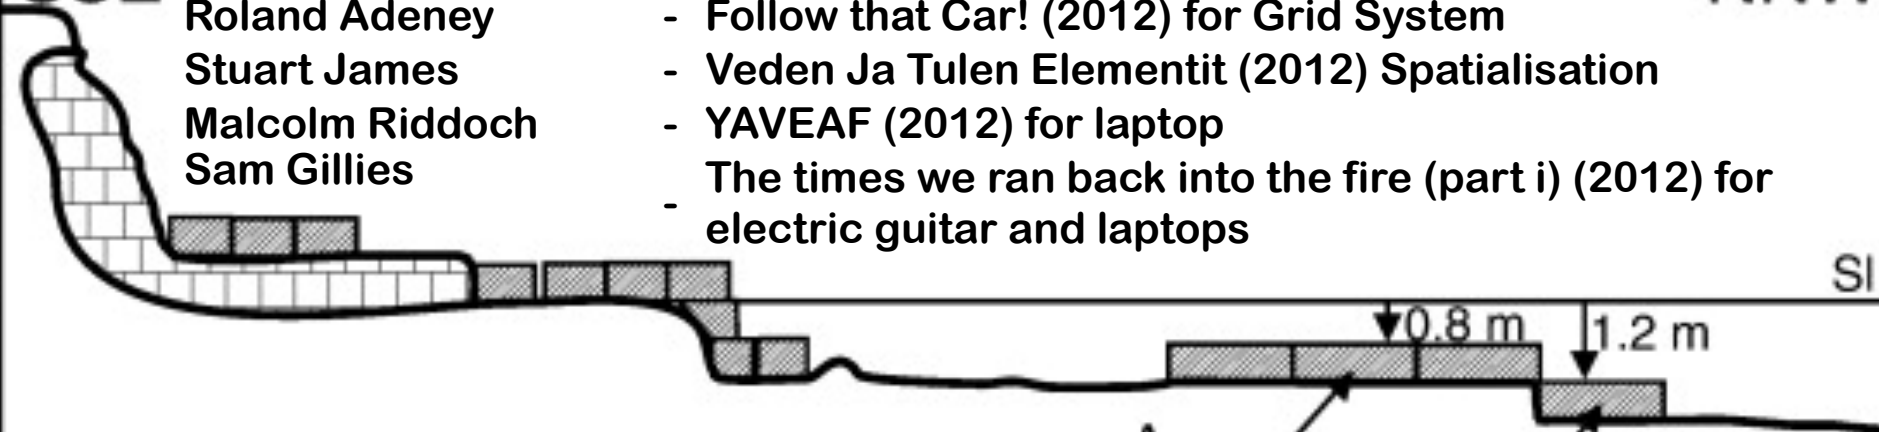 Roland Adeney - Follow that Car! (2012) for Grid System
Stuart James - Veden Ja Tulen Elementit (2012) Spatialisation
Malcolm Riddoch - YAVEAF (2012) for laptop
Sam Gillies - The times we ran back into the fire (part i) (2012) for
electric guitar and laptops
Sl
0.8 m
1.2 m